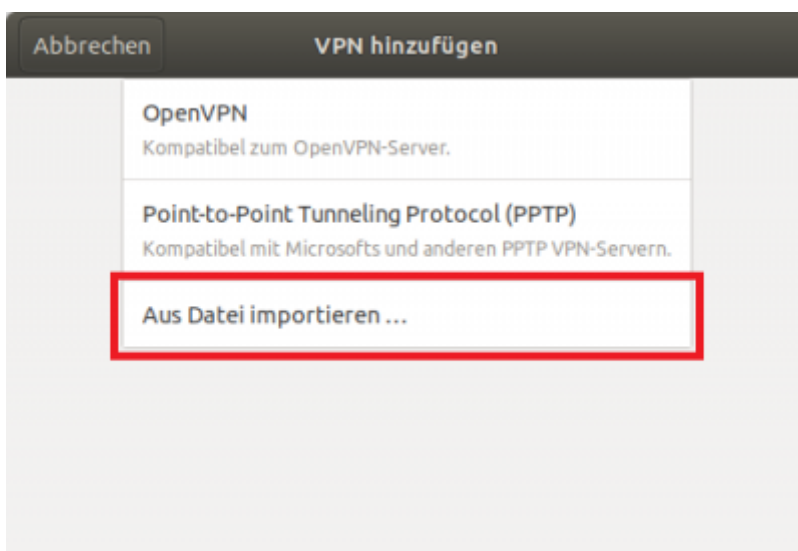 Abbrechen
VPN hinzufügen
OpenVPN
Kompatibel zum OpenVPN-Server.
Point-to-Point Tunneling Protocol (PPTP)
Kompatibel mit Microsofts und anderen PPTP VPN-Servern.
Aus Datei importieren …